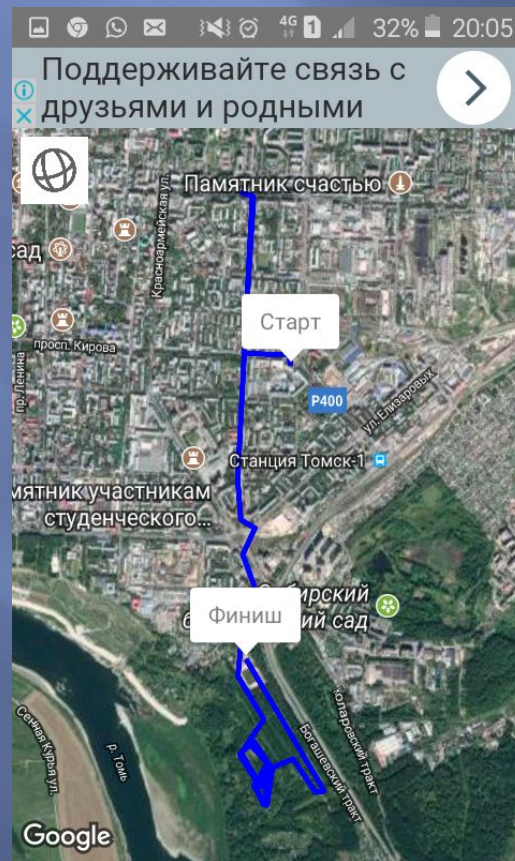 4G 1 32% 20:05
Поддерживайте связь с
друзьями и родными
Памятник счастью
Красноармейская ул.
сад
Старт
просп. Кирова
пр. Ленина
P400
ул. Елизаровых
Станция Томск-1
мятник участникам
студенческого...
Сибирский
б ий сад
Финиш
Коларовский тракт
Богашевский тракт
Сенная Курья ул.
р. Томь
Google